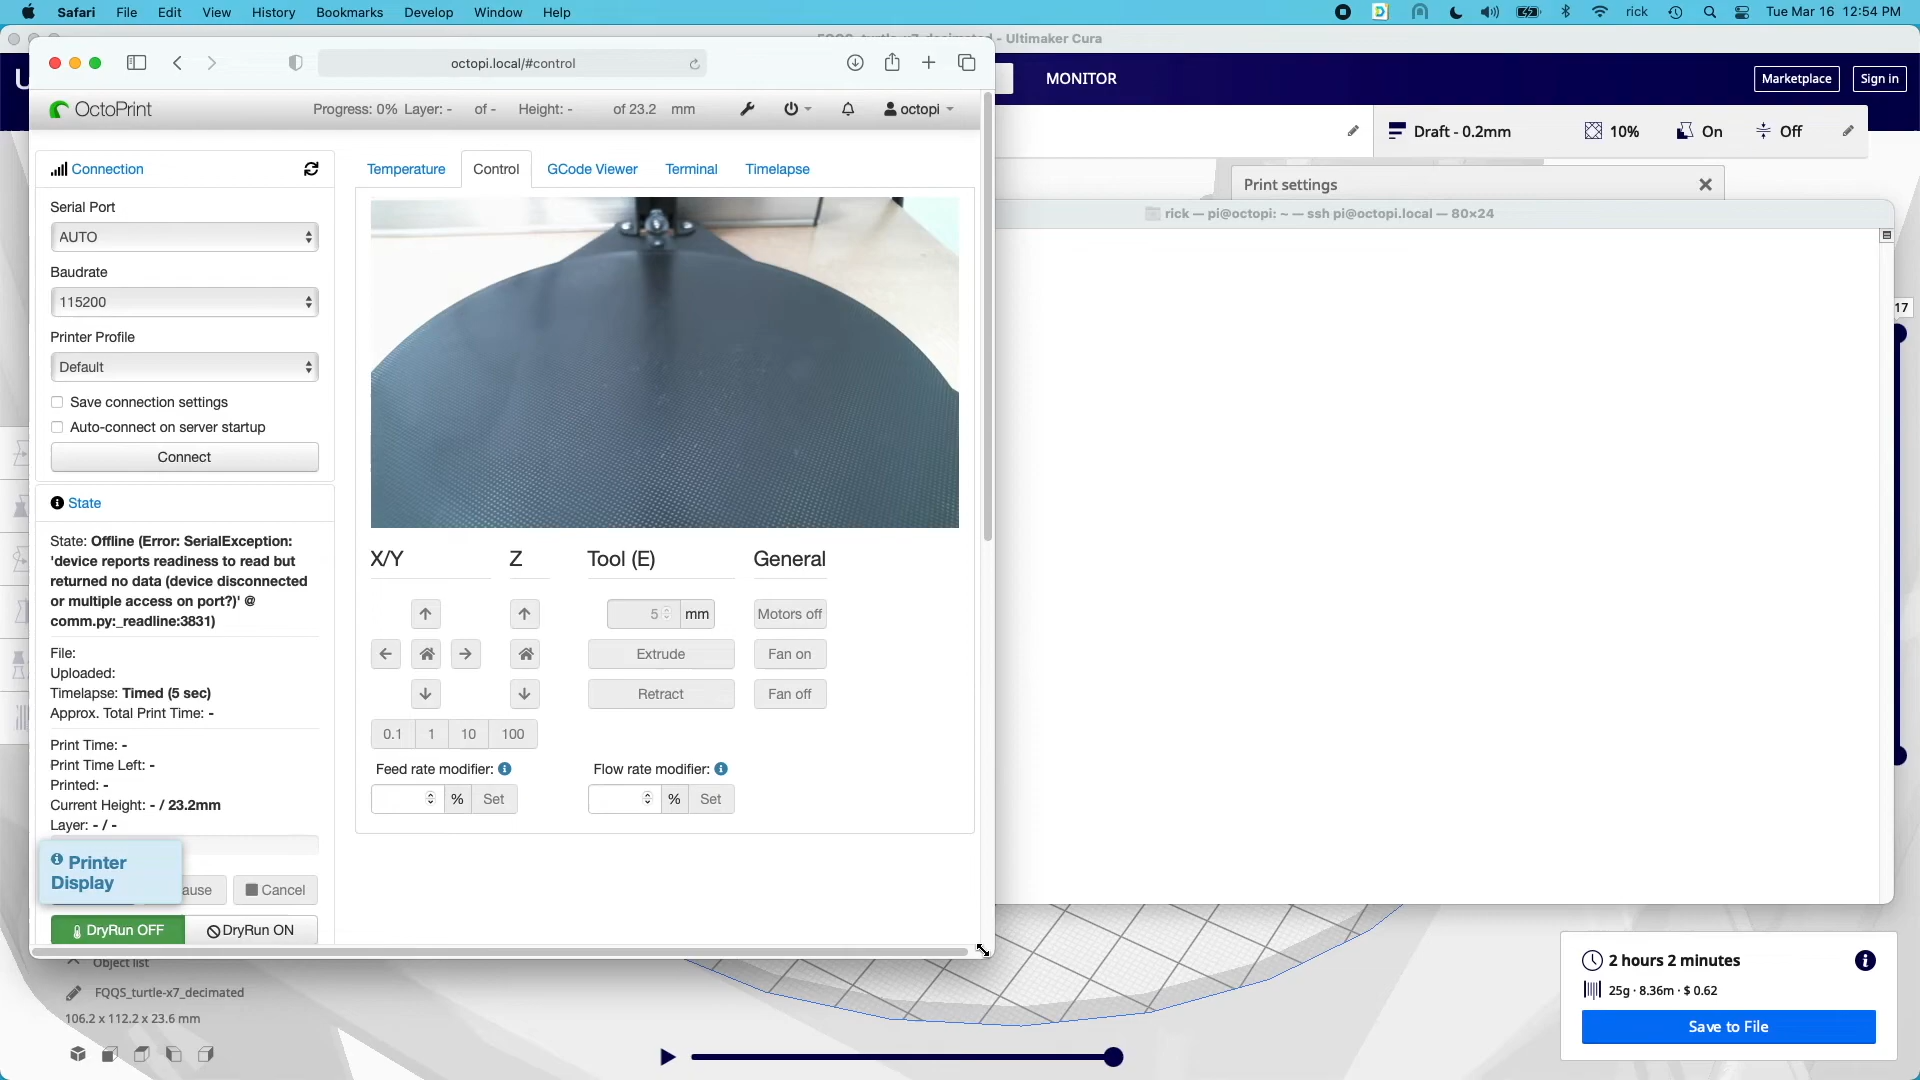 Safari File Edit View History Bookmarks Develop Window Help
rick Tue Mar 16 12:54 PM
- Ultimaker Cura
octopi.local/#control
MONITOR
Marketplace
Sign in
OctoPrint
Progress: 0% Layer: - of - Height: - of 23.2 mm
octopi
Draft - 0.2mm
10%
On
Off
Connection
Temperature
Control
GCode Viewer
Terminal
Timelapse
Print settings
rick — pi@octopi: ~ — ssh pi@octopi.local — 80×24
Serial Port
AUTO
Baudrate
115200
17
Printer Profile
Default
Save connection settings
Auto-connect on server startup
Connect
State
State: Offline (Error: SerialException:
'device reports readiness to read but
returned no data (device disconnected
or multiple access on port?)' @
comm.py:_readline:3831)
File:
Uploaded:
Timelapse: Timed (5 sec)
Approx. Total Print Time: -
Print Time: -
Print Time Left: -
Printed: -
Current Height: - / 23.2mm
Layer: - / -
Printer
Display
ause
Cancel
DryRun OFF
DryRun ON
X/Y
Z
Tool (E)
General
5 mm
Motors off
Extrude
Fan on
Retract
Fan off
0.1 1 10 100
Feed rate modifier:
Flow rate modifier:
% Set
% Set
Object list
FQQS_turtle-x7_decimated
106.2 x 112.2 x 23.6 mm
2 hours 2 minutes
25g · 8.36m · $ 0.62
Save to File